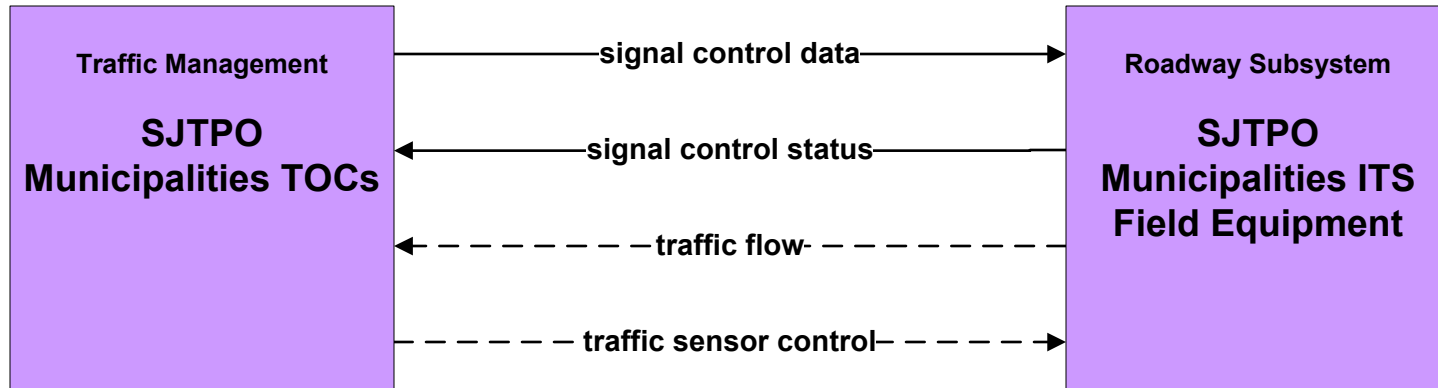 Traffic Management
SJTPO
Municipalities TOCs
signal control data
signal control status
traffic flow
traffic sensor control
Roadway Subsystem
SJTPO
Municipalities ITS
Field Equipment